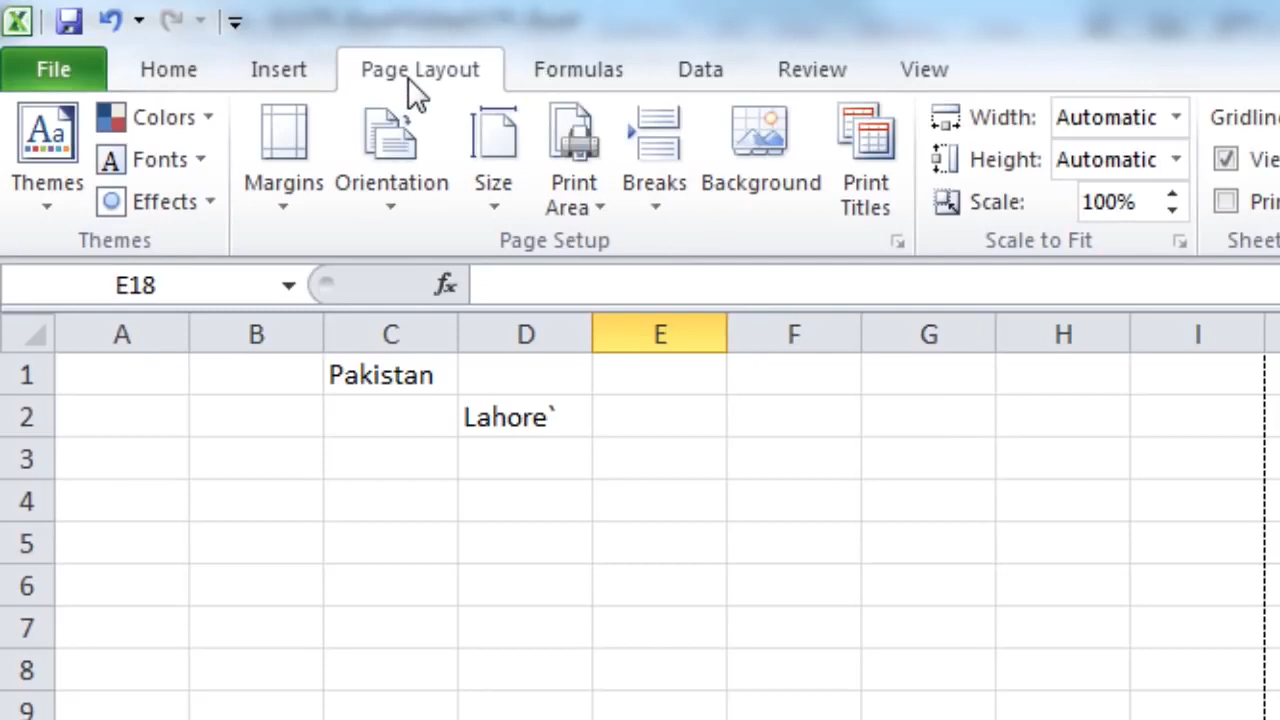 File Home Insert Page Layout Formulas Data Review View
Colors Width: Automatic
Fonts Height: Automatic View
Themes Effects Margins Orientation Size Print Area Breaks Background Print Titles Scale: 100%
Themes Page Setup Scale to Fit
E18 fx
A B C D E F G H I
1 Pakistan
2 Lahore`
3
4
5
6
7
8
9